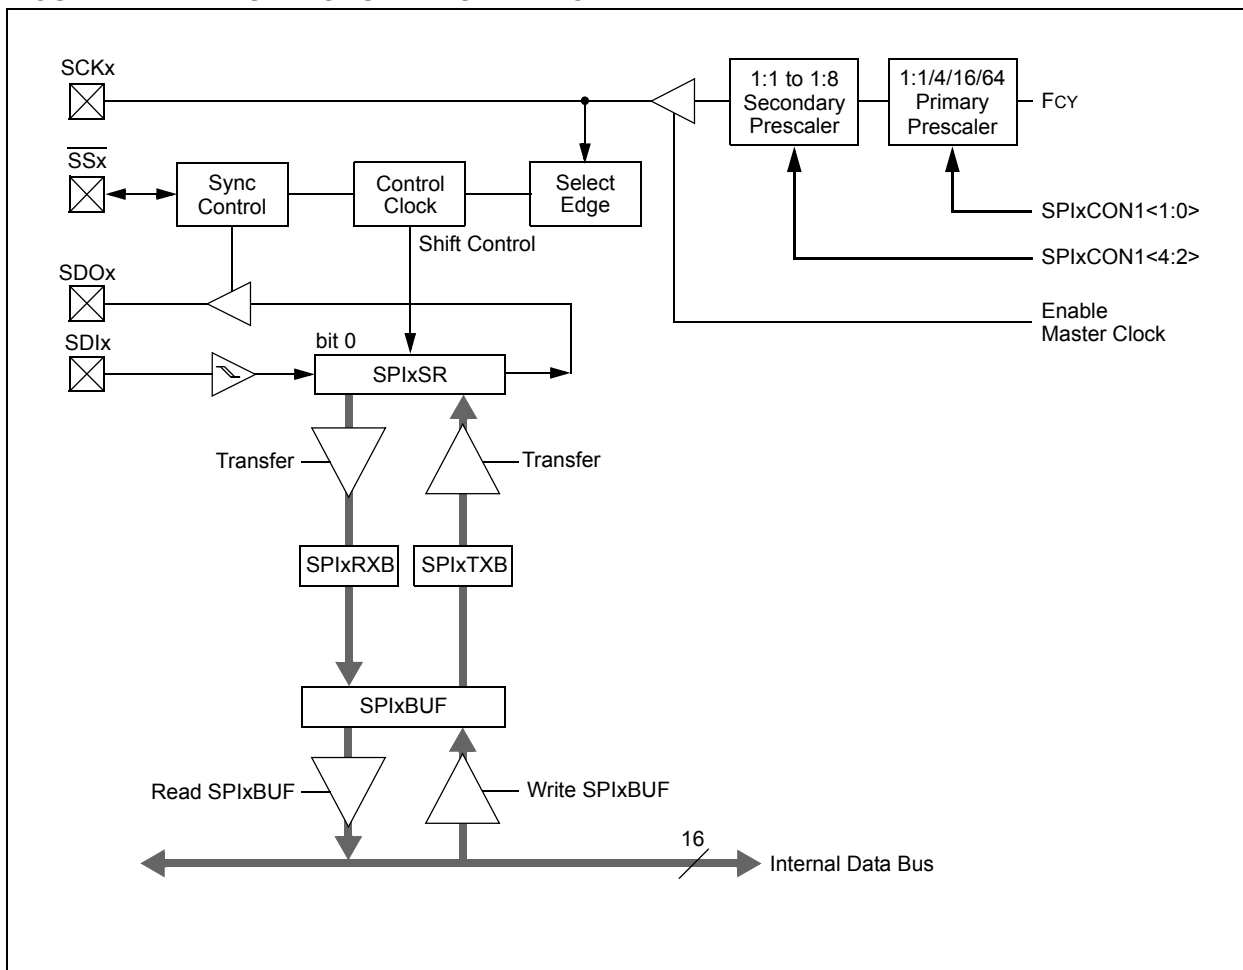 SCKx
1:1 to 1:8
Secondary
Prescaler
1:1/4/16/64
Primary
Prescaler
FCY
SSx
Sync
Control
Control
Clock
Select
Edge
SPIxCON1<1:0>
Shift Control
SPIxCON1<4:2>
SDOx
Enable
Master Clock
SDIx
bit 0
SPIxSR
Transfer
Transfer
SPIxRXB
SPIxTXB
SPIxBUF
Read SPIxBUF
Write SPIxBUF
16
Internal Data Bus